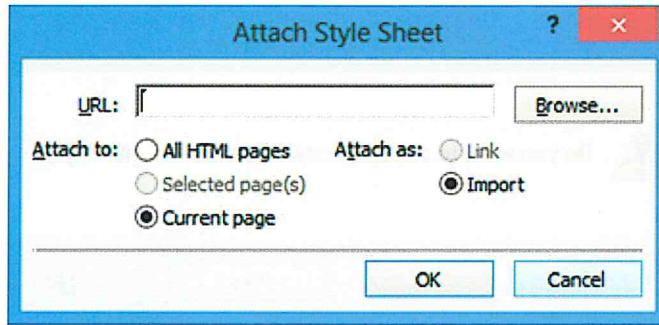 Attach Style Sheet ? ×
URL: Browse...
Attach to: All HTML pages Attach as: Link
Selected page(s) Import
Current page
OK Cancel